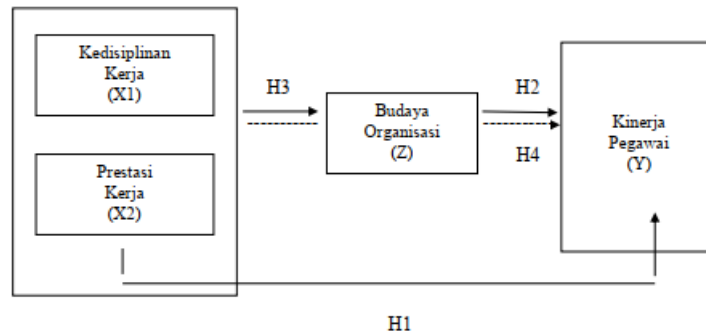 Kedisiplinan
Kerja
(X1)
Prestasi
Kerja
(X2)
H3
Budaya
Organisasi
(Z)
H2
H4
Kinerja
Pegawai
(Y)
H1